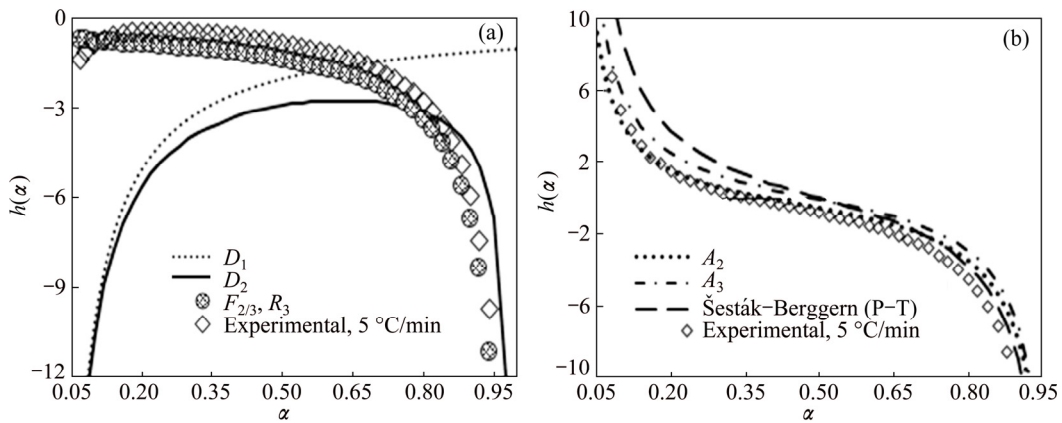 (a)
h(α)
0
−3
−6
−9
−12
0.05 0.20 0.35 0.50 0.65 0.80 0.95
α
D₁
D₂
F₂/₃, R₃
Experimental, 5 °C/min
(b)
h(α)
10
6
2
−2
−6
−10
0.05 0.20 0.35 0.50 0.65 0.80 0.95
α
A₂
A₃
Šesták−Berggern (P−T)
Experimental, 5 °C/min